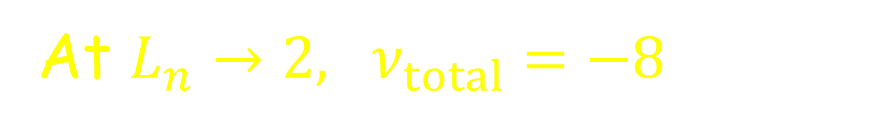 At Lₙ → 2, ν_total = −8